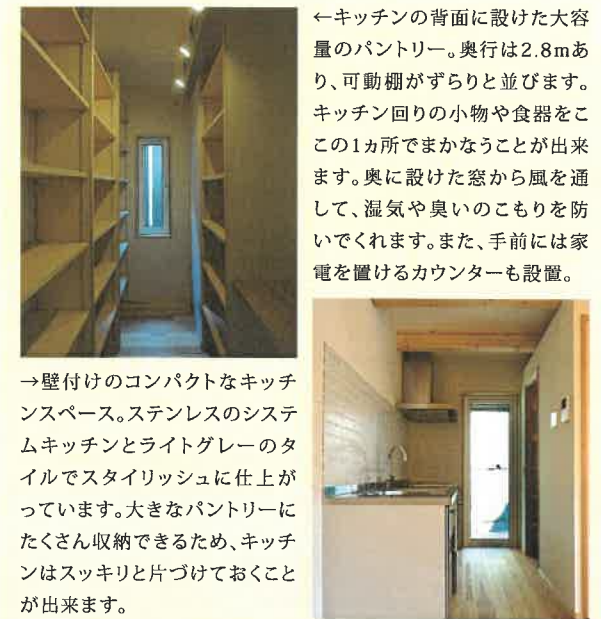 ←キッチンの背面に設けた大容
量のパントリー。奥行は2.8mあ
り、可動棚がずらりと並びます。
キッチン回りの小物や食器をこ
この1ヵ所でまかなうことが出来
ます。奥に設けた窓から風を通
して、湿気や臭いのこもりを防
いでくれます。また、手前には家
電を置けるカウンターも設置。
→壁付けのコンパクトなキッチ
ンスペース。ステンレスのシステ
ムキッチンとライトグレーのタ
イルでスタイリッシュに仕上が
っています。大きなパントリーに
たくさん収納できるため、キッチ
ンはスッキリと片づけておくこと
が出来ます。